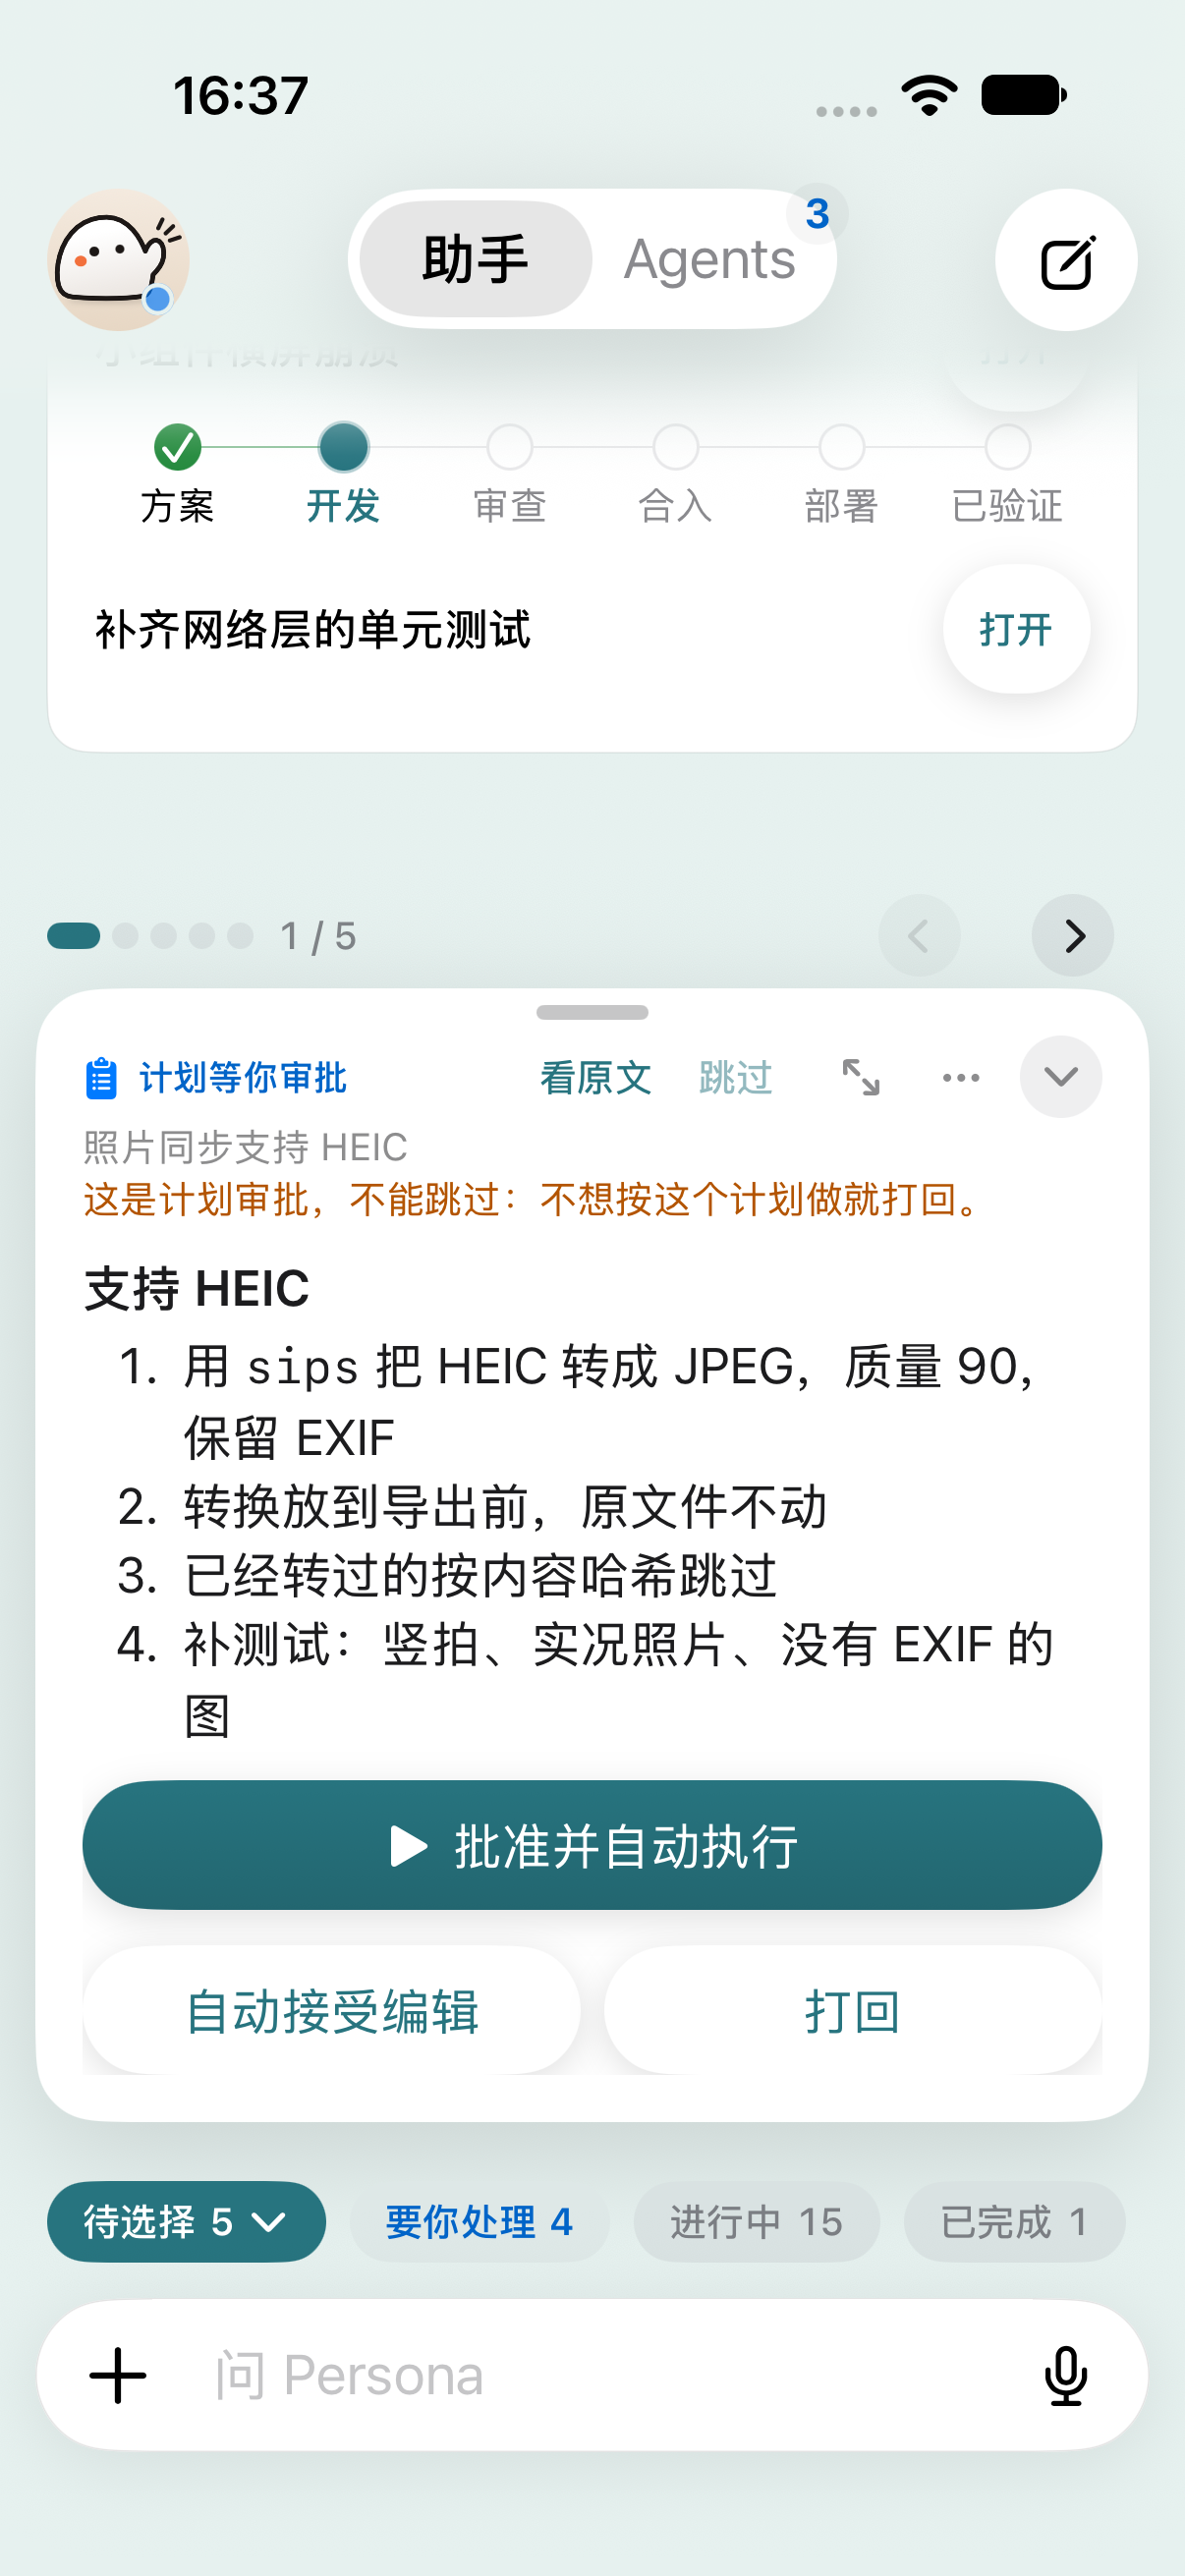 16:37
助手
Agents
3
方案
开发
审查
合入
部署
已验证
补齐网络层的单元测试
打开
1 / 5
计划等你审批
看原文
跳过
照片同步支持 HEIC
这是计划审批，不能跳过：不想按这个计划做就打回。
支持 HEIC
1. 用 sips 把 HEIC 转成 JPEG，质量 90，
保留 EXIF
2. 转换放到导出前，原文件不动
3. 已经转过的按内容哈希跳过
4. 补测试：竖拍、实况照片、没有 EXIF 的
图
批准并自动执行
自动接受编辑
打回
待选择 5
要你处理 4
进行中 15
已完成 1
问 Persona